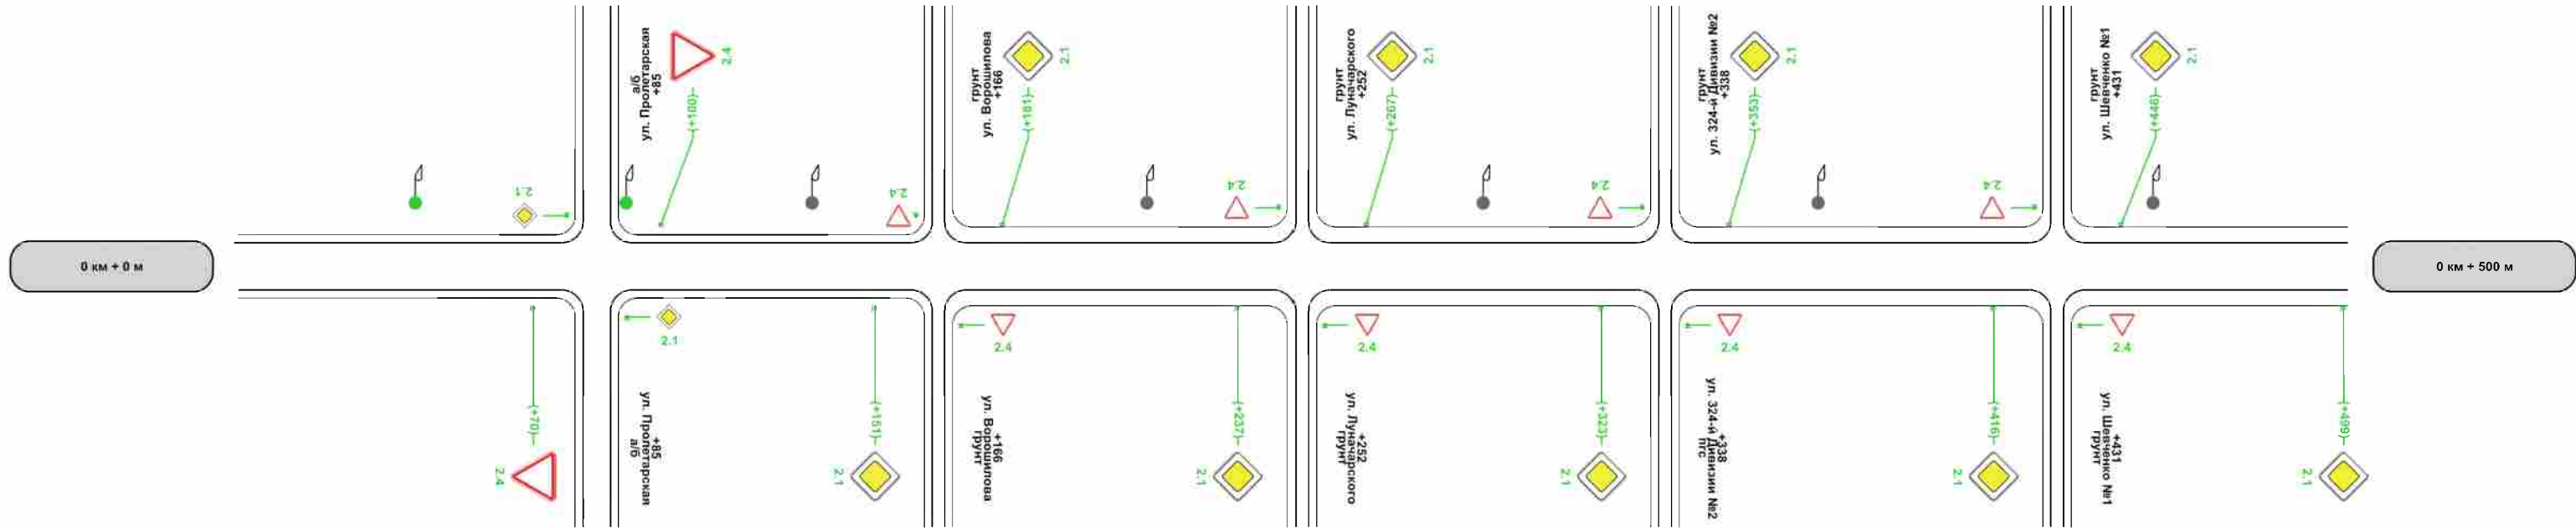 0 км + 0 м
2.1
ул. Пролетарская
а/б
+85
2.4
(+100)
2.4
грунт
ул. Ворошилова
+166
2.1
(+181)
2.4
грунт
ул. Луначарского
+252
2.1
(+267)
2.4
грунт
ул. 324-й Дивизии №2
+338
2.1
(+353)
2.4
грунт
ул. Шевченко №1
+431
2.1
(+446)
0 км + 500 м
2.4
(+70)
2.1
+85
ул. Пролетарская
а/б
(+151)
2.1
2.4
+166
ул. Ворошилова
грунт
(+237)
2.1
2.4
+252
ул. Луначарского
грунт
(+323)
2.1
2.4
+338
ул. 324-й Дивизии №2
пгс
(+416)
2.1
2.4
+431
ул. Шевченко №1
грунт
(+499)
2.1